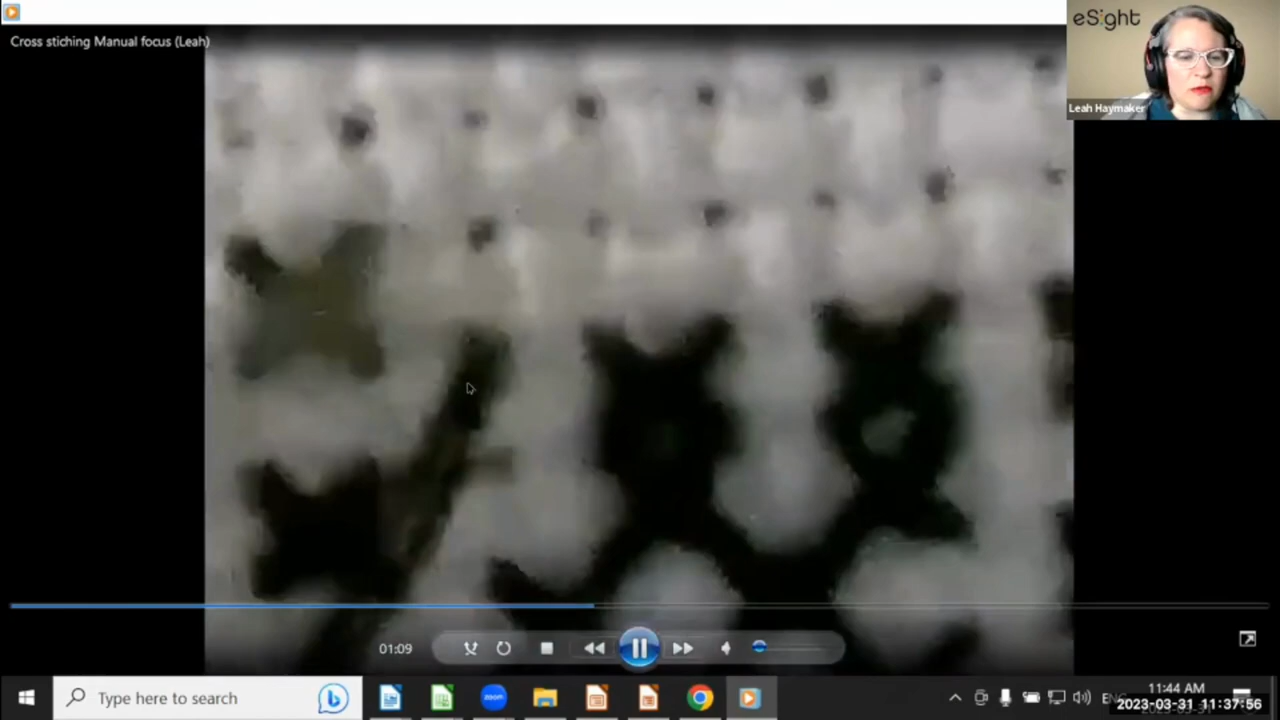 Cross stiching Manual focus (Leah)
eSight
Leah Haymaker
01:09
Type here to search
zoom
11:44 AM
2023-03-31 11:37:56